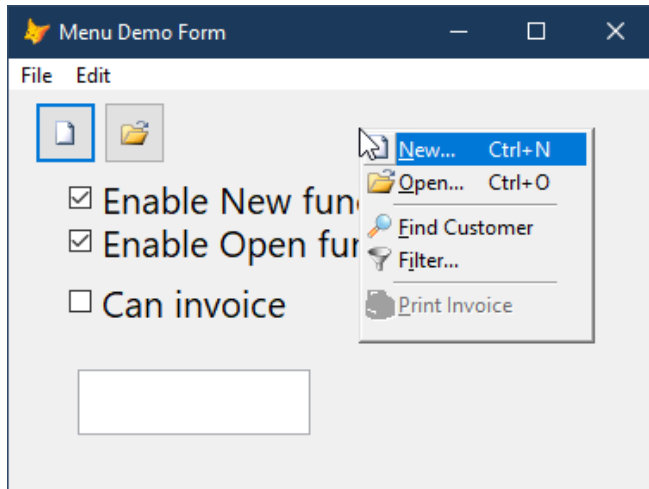 Menu Demo Form
File Edit
New... Ctrl+N
Open... Ctrl+O
Find Customer
Filter...
Print Invoice
Enable New fun
Enable Open fu
Can invoice